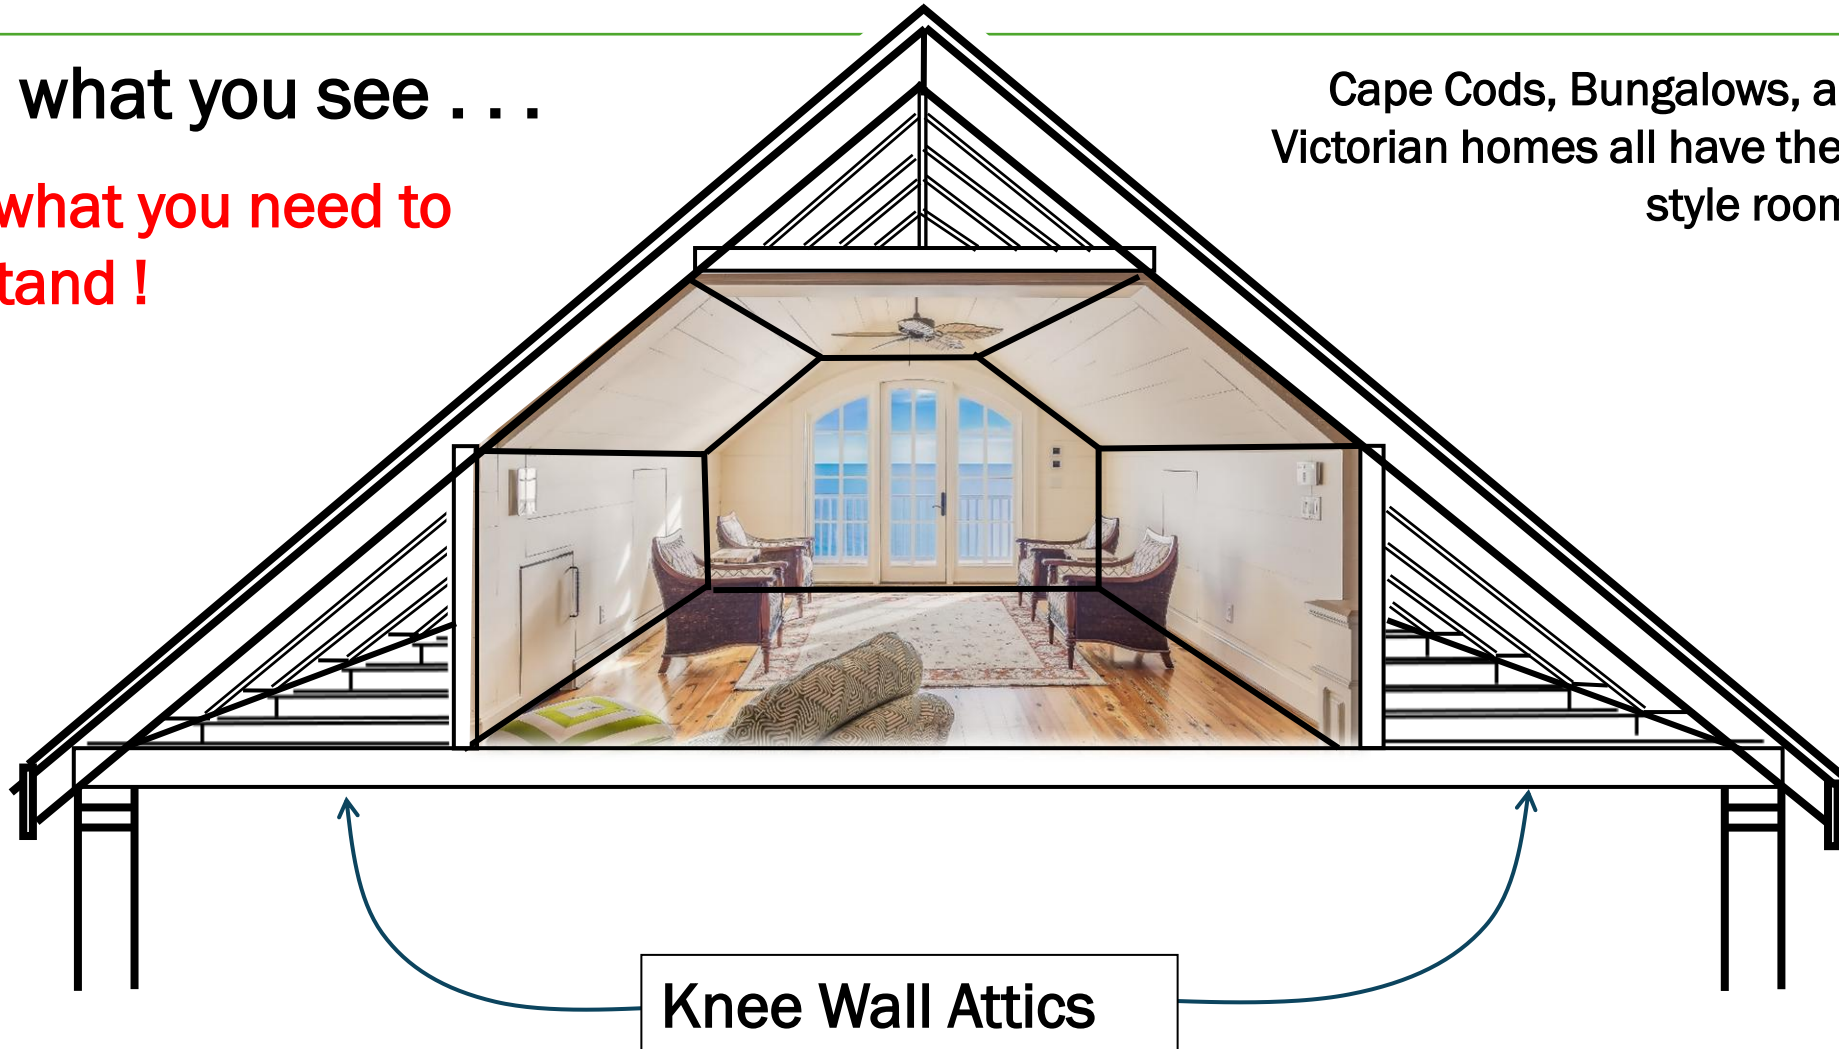 what you see . . .
what you need to
tand !
Cape Cods, Bungalows, a
Victorian homes all have the
style room
Knee Wall Attics